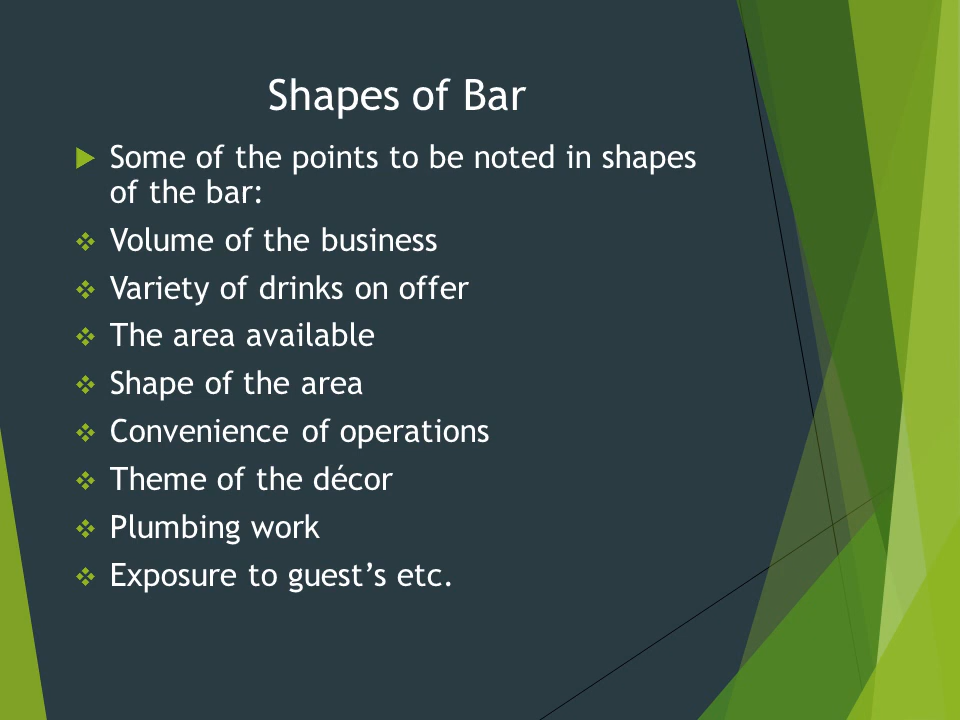 Shapes of Bar
Some of the points to be noted in shapes
of the bar:
Volume of the business
Variety of drinks on offer
The area available
Shape of the area
Convenience of operations
Theme of the décor
Plumbing work
Exposure to guest’s etc.